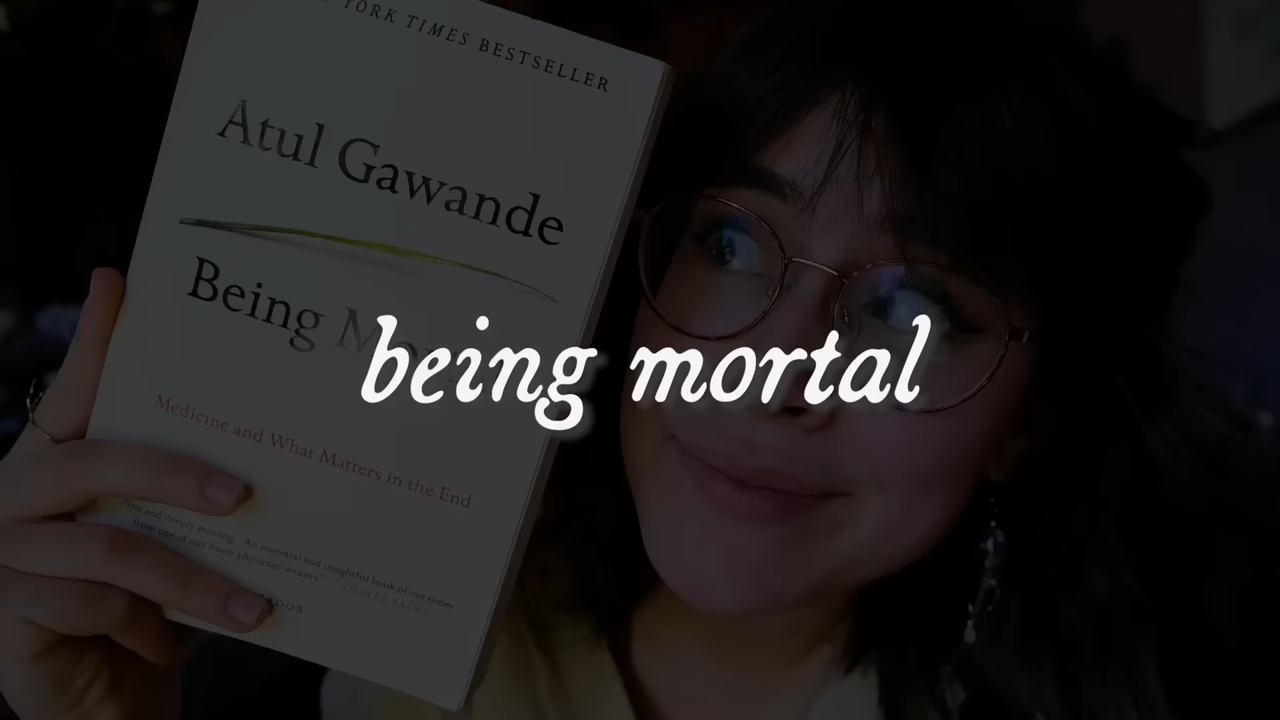 YORK TIMES BESTSELLER
Atul Gawande
Being
being mortal
Medicine and What Matters in the End
"Wise and deeply moving. An essential and insightful book of our times
from one of our finest physician writers."
OLIVER SACKS